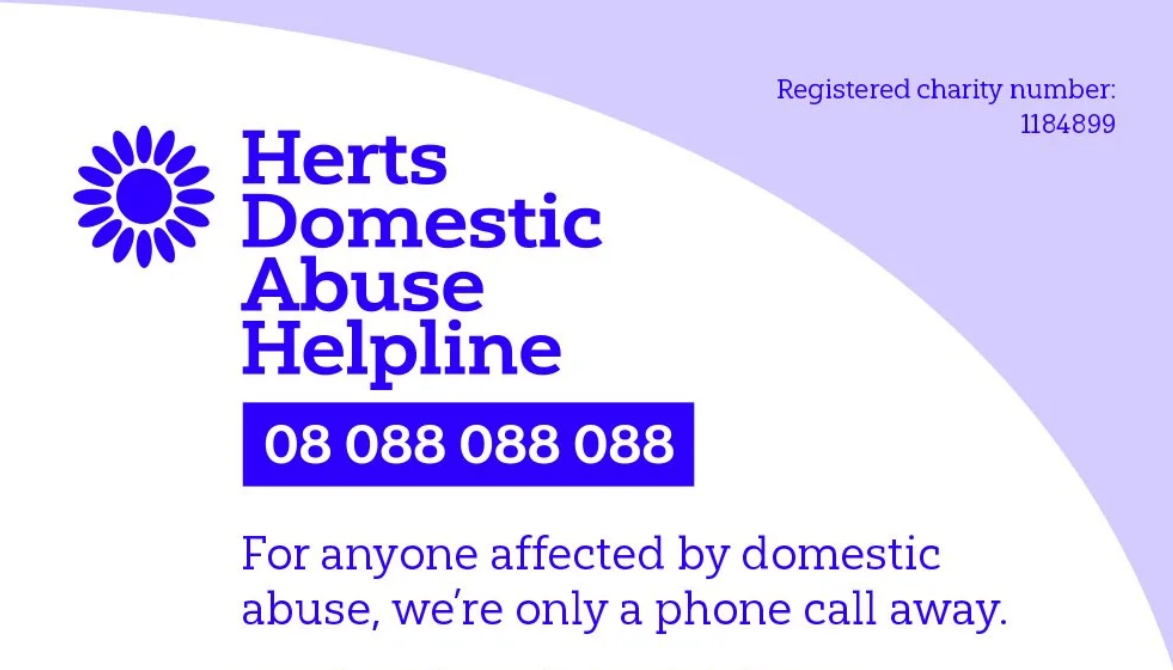 Registered charity number:
1184899
Herts
Domestic
Abuse
Helpline
08 088 088 088
For anyone affected by domestic
abuse, we’re only a phone call away.